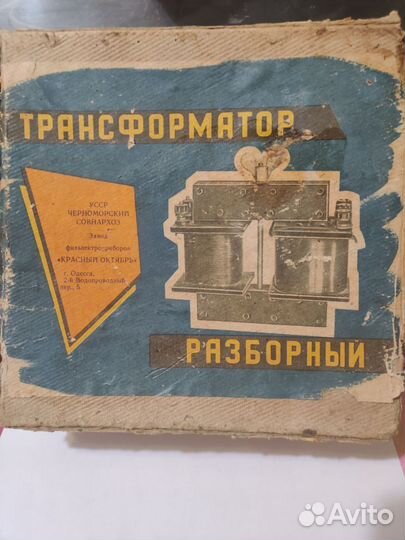 ТРАНСФОРМАТОР
УССР
ЧЕРНОМОРСКИЙ
СОВНАРХОЗ
Завод
физэлектроприборов
«КРАСНЫЙ ОКТЯБРЬ»
г. Одесса,
2-й Водопроводный
пер., 5
РАЗБОРНЫЙ
Avito